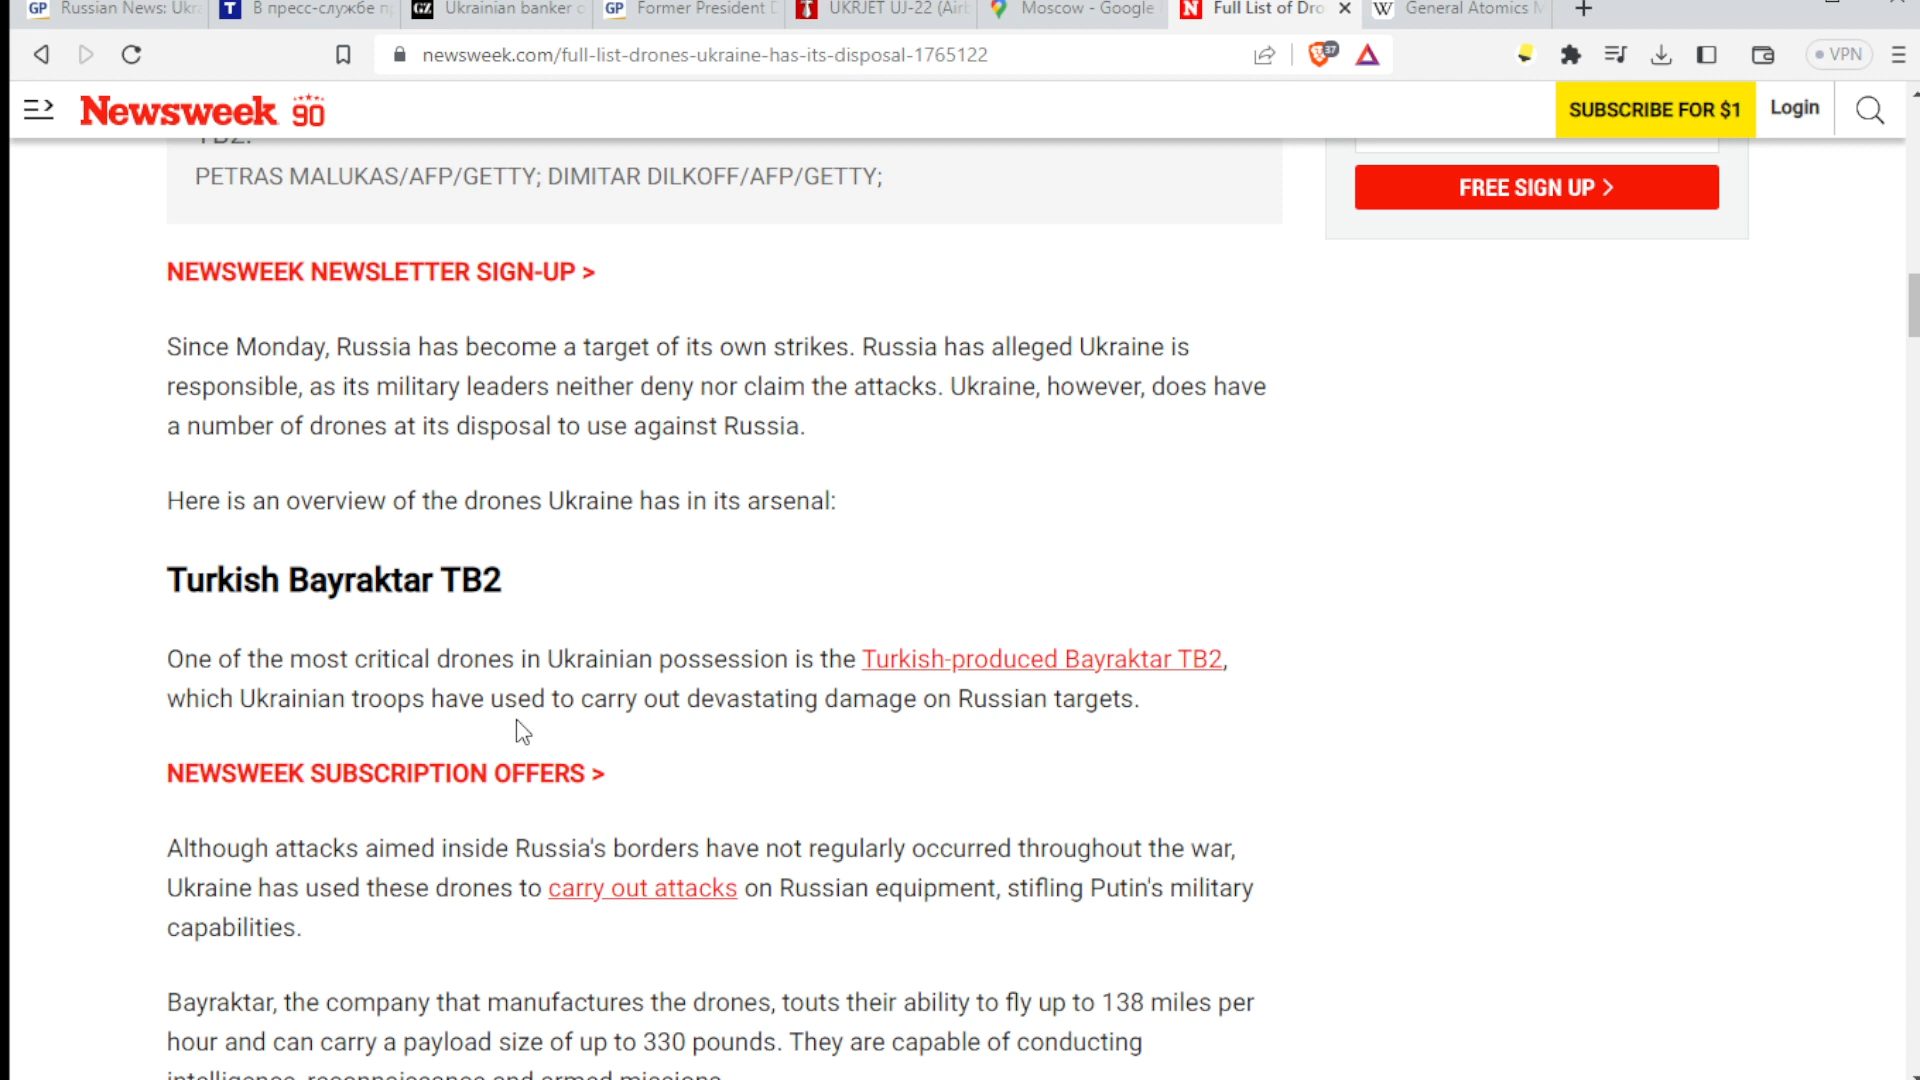 GP Russian News: Ukr
T В пресс-службе п
GZ Ukrainian banker
GP Former President
UKRJET UJ-22 (Air
Moscow - Google
N Full List of Dro
W General Atomics
newsweek.com/full-list-drones-ukraine-has-its-disposal-1765122
37
VPN
Newsweek 90
SUBSCRIBE FOR $1
Login
TB2.
PETRAS MALUKAS/AFP/GETTY; DIMITAR DILKOFF/AFP/GETTY;
FREE SIGN UP >
NEWSWEEK NEWSLETTER SIGN-UP >
Since Monday, Russia has become a target of its own strikes. Russia has alleged Ukraine is
responsible, as its military leaders neither deny nor claim the attacks. Ukraine, however, does have
a number of drones at its disposal to use against Russia.
Here is an overview of the drones Ukraine has in its arsenal:
Turkish Bayraktar TB2
One of the most critical drones in Ukrainian possession is the Turkish-produced Bayraktar TB2,
which Ukrainian troops have used to carry out devastating damage on Russian targets.
NEWSWEEK SUBSCRIPTION OFFERS >
Although attacks aimed inside Russia's borders have not regularly occurred throughout the war,
Ukraine has used these drones to carry out attacks on Russian equipment, stifling Putin's military
capabilities.
Bayraktar, the company that manufactures the drones, touts their ability to fly up to 138 miles per
hour and can carry a payload size of up to 330 pounds. They are capable of conducting
intelligence, reconnaissance and armed missions.